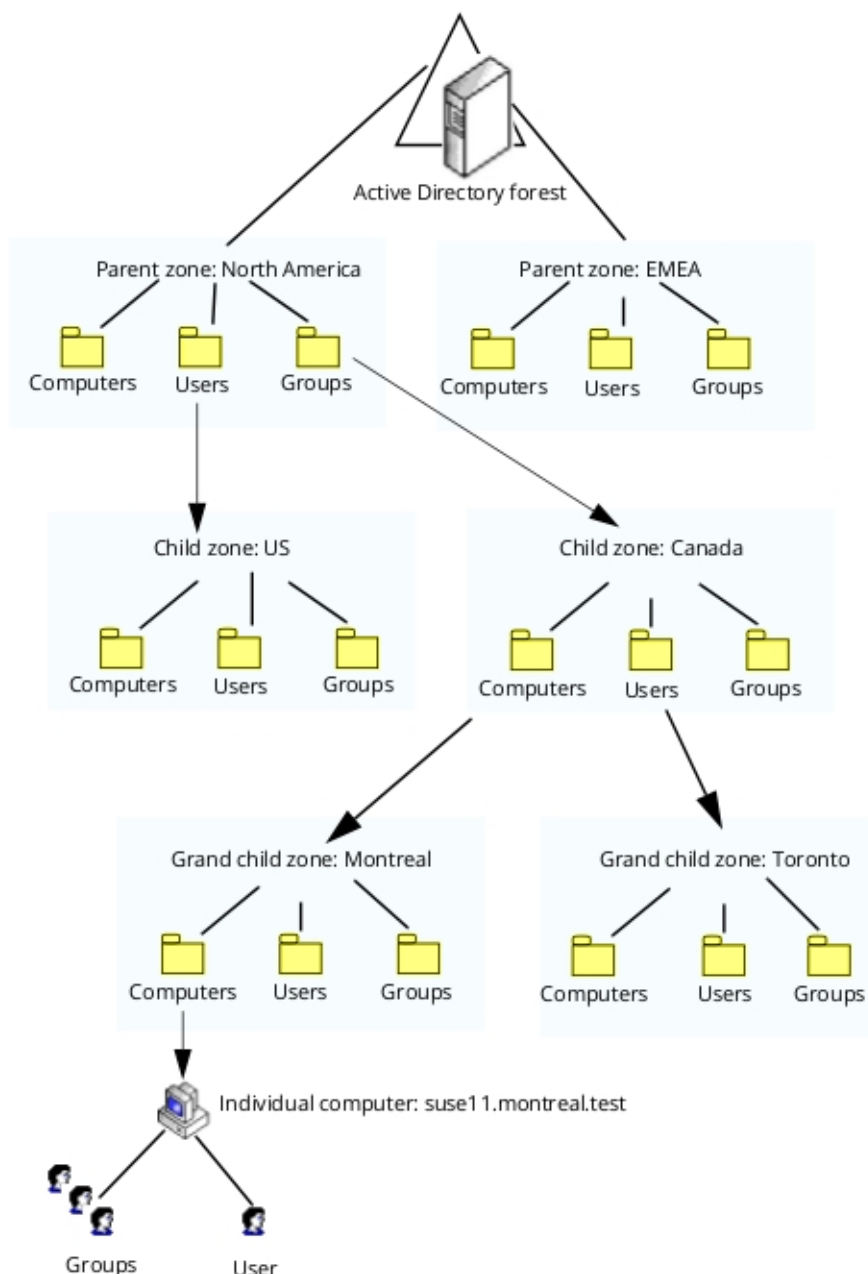 Active Directory forest
Parent zone: North America
Computers
Users
Groups
Parent zone: EMEA
Computers
Users
Groups
Child zone: US
Computers
Users
Groups
Child zone: Canada
Computers
Users
Groups
Grand child zone: Montreal
Computers
Users
Groups
Grand child zone: Toronto
Computers
Users
Groups
Individual computer: suse11.montreal.test
Groups
User